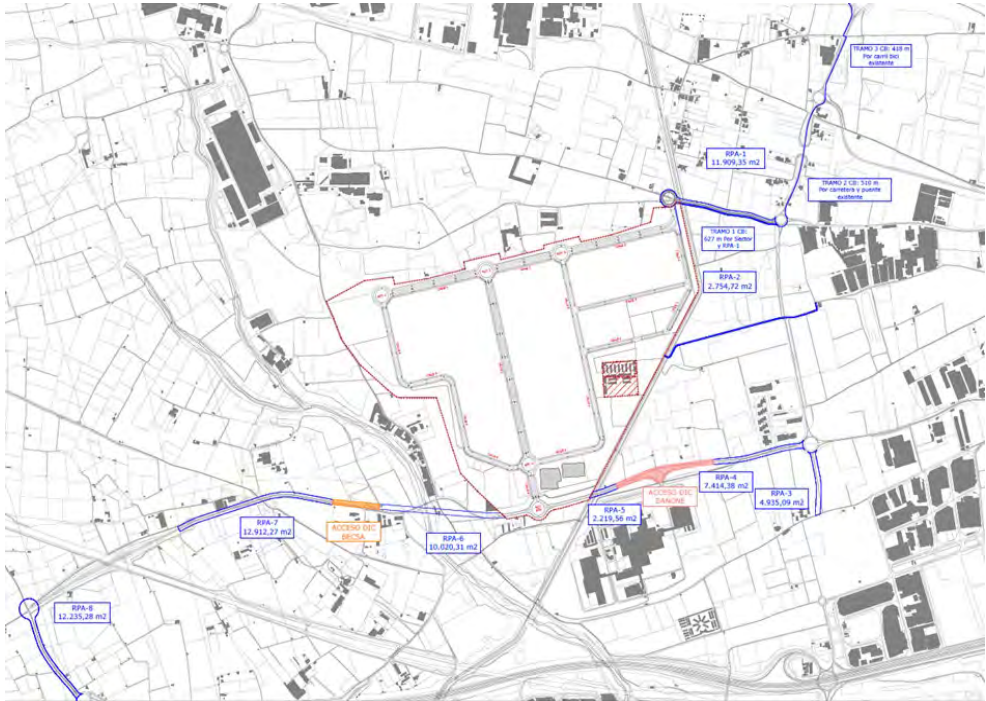 TRAMO 3 CB: 418 m
Por carril bici
existente
RPA-1
11.909,35 m2
TRAMO 2 CB: 510 m
Por carretera y puente
existente
TRAMO 1 CB:
627 m Por Sector
y RPA-1
RPA-2
2.754,72 m2
RPA-4
7.414,38 m2
RPA-3
4.935,09 m2
ACCESO DIC
DANONE
RPA-5
2.219,56 m2
RPA-7
12.912,27 m2
ACCESO DIC
BECSA
RPA-6
10.020,31 m2
RPA-8
12.235,28 m2